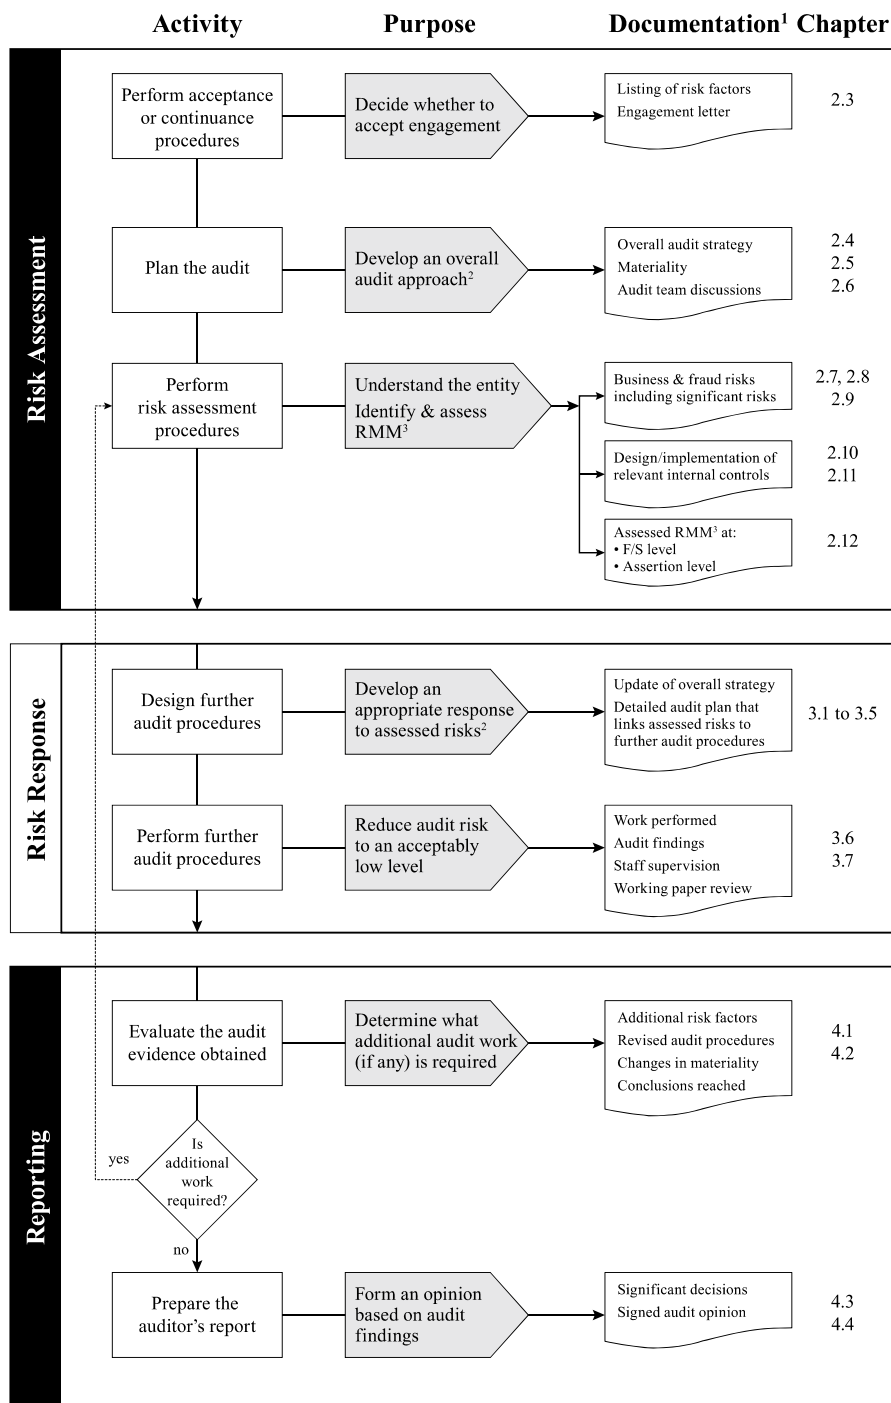 Activity
Purpose
Documentation¹
Chapter
Risk Assessment
Perform acceptance
or continuance
procedures
Decide whether to
accept engagement
Listing of risk factors
Engagement letter
2.3
Plan the audit
Develop an overall
audit approach²
Overall audit strategy
Materiality
Audit team discussions
2.4
2.5
2.6
Perform
risk assessment
procedures
Understand the entity
Identify & assess
RMM³
Business & fraud risks
including significant risks
2.7, 2.8
2.9
Design/implementation of
relevant internal controls
2.10
2.11
Assessed RMM³ at:
• F/S level
• Assertion level
2.12
Risk Response
Design further
audit procedures
Develop an
appropriate response
to assessed risks²
Update of overall strategy
Detailed audit plan that
links assessed risks to
further audit procedures
3.1 to 3.5
Perform further
audit procedures
Reduce audit risk
to an acceptably
low level
Work performed
Audit findings
Staff supervision
Working paper review
3.6
3.7
Reporting
Evaluate the audit
evidence obtained
Determine what
additional audit work
(if any) is required
Additional risk factors
Revised audit procedures
Changes in materiality
Conclusions reached
4.1
4.2
Is
additional
work
required?
yes
no
Prepare the
auditor’s report
Form an opinion
based on audit
findings
Significant decisions
Signed audit opinion
4.3
4.4